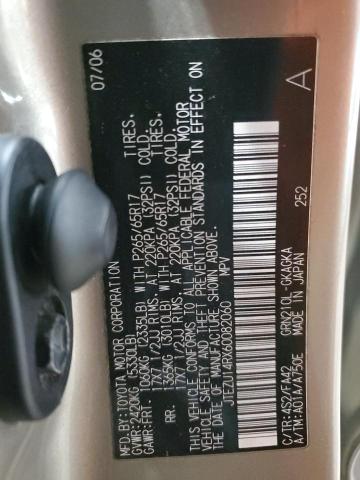 MFD.BY:TOYOTA MOTOR CORPORATION 07/06
GVWR:2420KG (5330LB)
GAWR:FRT. 1060KG (2335LB) WITH P265/65R17 TIRES.
17X7 1/2JJ RIMS. AT 220KPA (32PSI) COLD.
RR. 1365KG (3010LB) WITH P265/65R17 TIRES.
17X7 1/2JJ RIMS. AT 220KPA (32PSI) COLD.
THIS VEHICLE CONFORMS TO ALL APPLICABLE FEDERAL MOTOR
VEHICLE SAFETY AND THEFT PREVENTION STANDARDS IN EFFECT ON
THE DATE OF MANUFACTURE SHOWN ABOVE.
MPV
C/TR:4S2/FA42 GRN210L-GKAGKA 252
A/TM:A01A/A750E MADE IN JAPAN
A